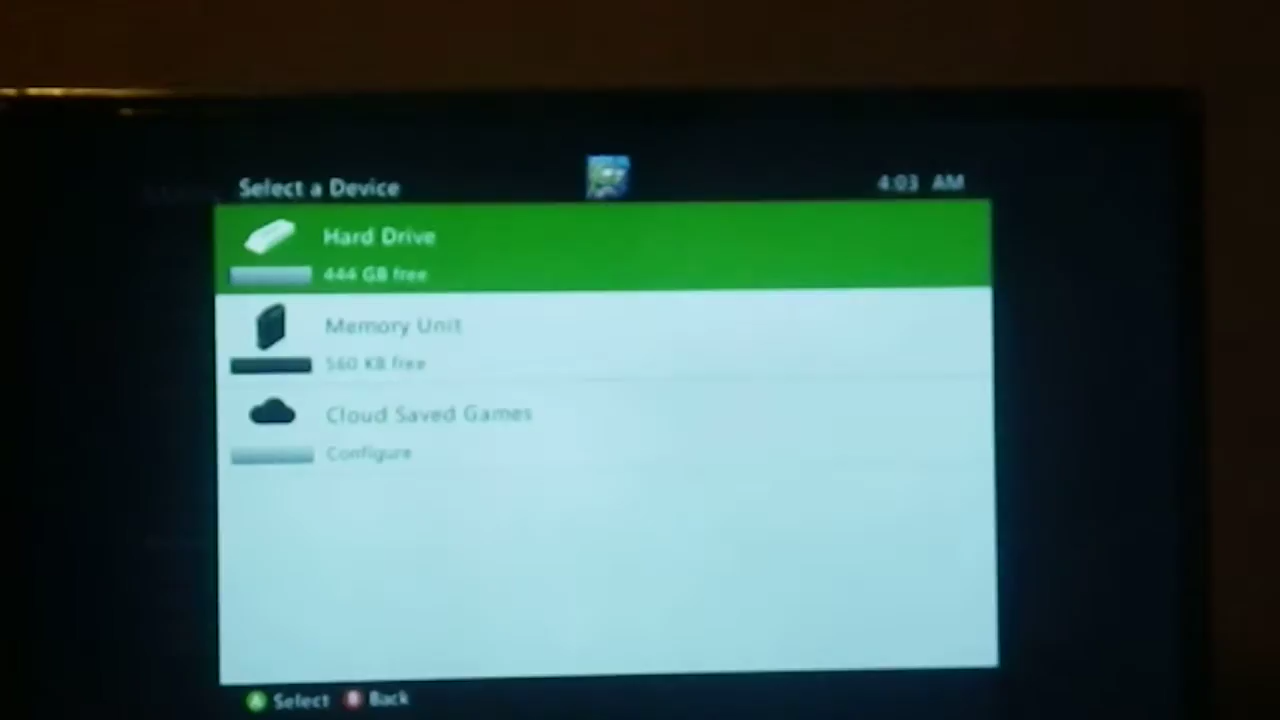 Select a Device
4:03 AM
Hard Drive
444 GB free
Memory Unit
560 KB free
Cloud Saved Games
Configure
A Select B Back